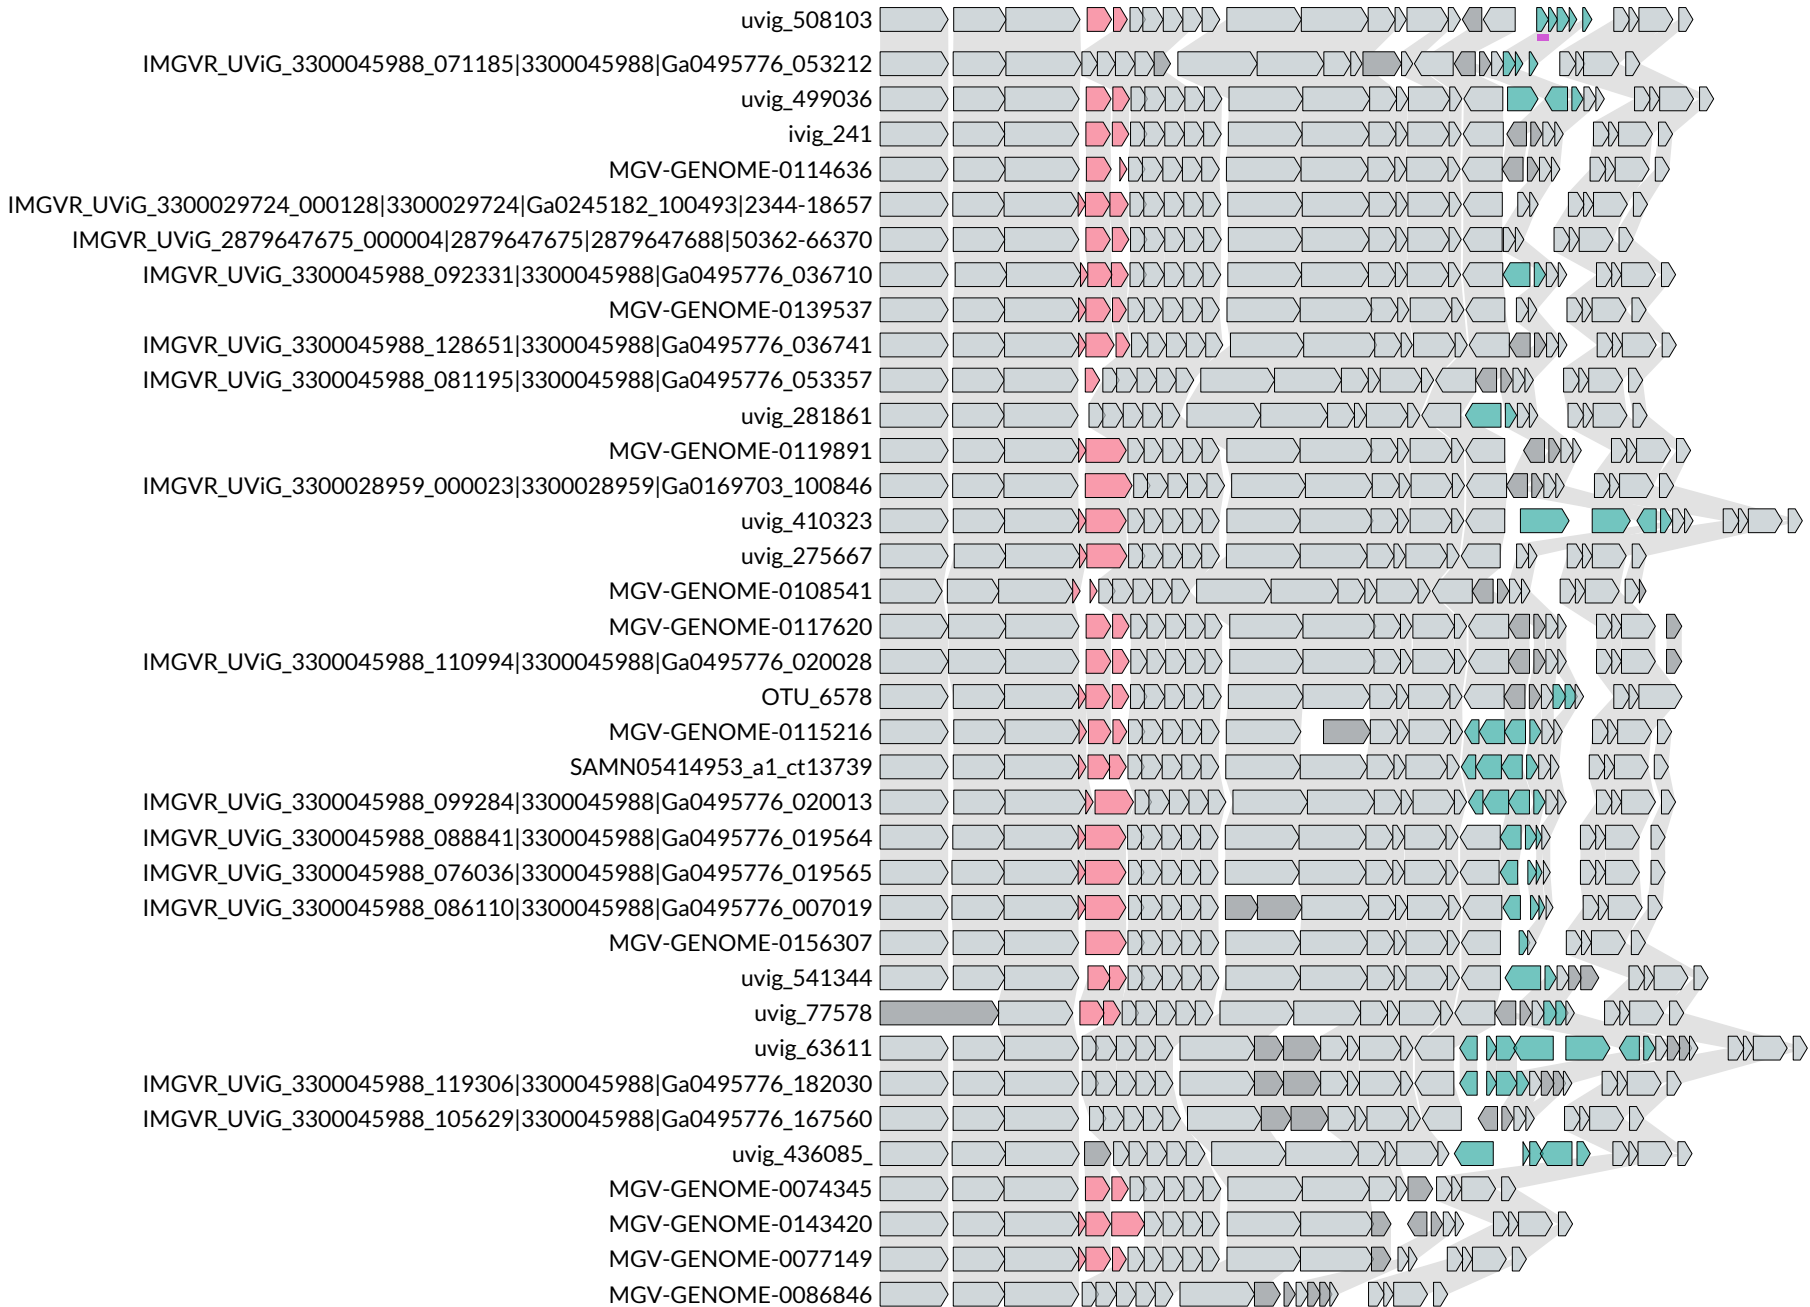 uvig_508103
IMGVR_UViG_3300045988_071185|3300045988|Ga0495776_053212
uvig_499036
ivig_241
MGV-GENOME-0114636
IMGVR_UViG_3300029724_000128|3300029724|Ga0245182_100493|2344-18657
IMGVR_UViG_2879647675_000004|2879647675|2879647688|50362-66370
IMGVR_UViG_3300045988_092331|3300045988|Ga0495776_036710
MGV-GENOME-0139537
IMGVR_UViG_3300045988_128651|3300045988|Ga0495776_036741
IMGVR_UViG_3300045988_081195|3300045988|Ga0495776_053357
uvig_281861
MGV-GENOME-0119891
IMGVR_UViG_3300028959_000023|3300028959|Ga0169703_100846
uvig_410323
uvig_275667
MGV-GENOME-0108541
MGV-GENOME-0117620
IMGVR_UViG_3300045988_110994|3300045988|Ga0495776_020028
OTU_6578
MGV-GENOME-0115216
SAMN05414953_a1_ct13739
IMGVR_UViG_3300045988_099284|3300045988|Ga0495776_020013
IMGVR_UViG_3300045988_088841|3300045988|Ga0495776_019564
IMGVR_UViG_3300045988_076036|3300045988|Ga0495776_019565
IMGVR_UViG_3300045988_086110|3300045988|Ga0495776_007019
MGV-GENOME-0156307
uvig_541344
uvig_77578
uvig_63611
IMGVR_UViG_3300045988_119306|3300045988|Ga0495776_182030
IMGVR_UViG_3300045988_105629|3300045988|Ga0495776_167560
uvig_436085_
MGV-GENOME-0074345
MGV-GENOME-0143420
MGV-GENOME-0077149
MGV-GENOME-0086846